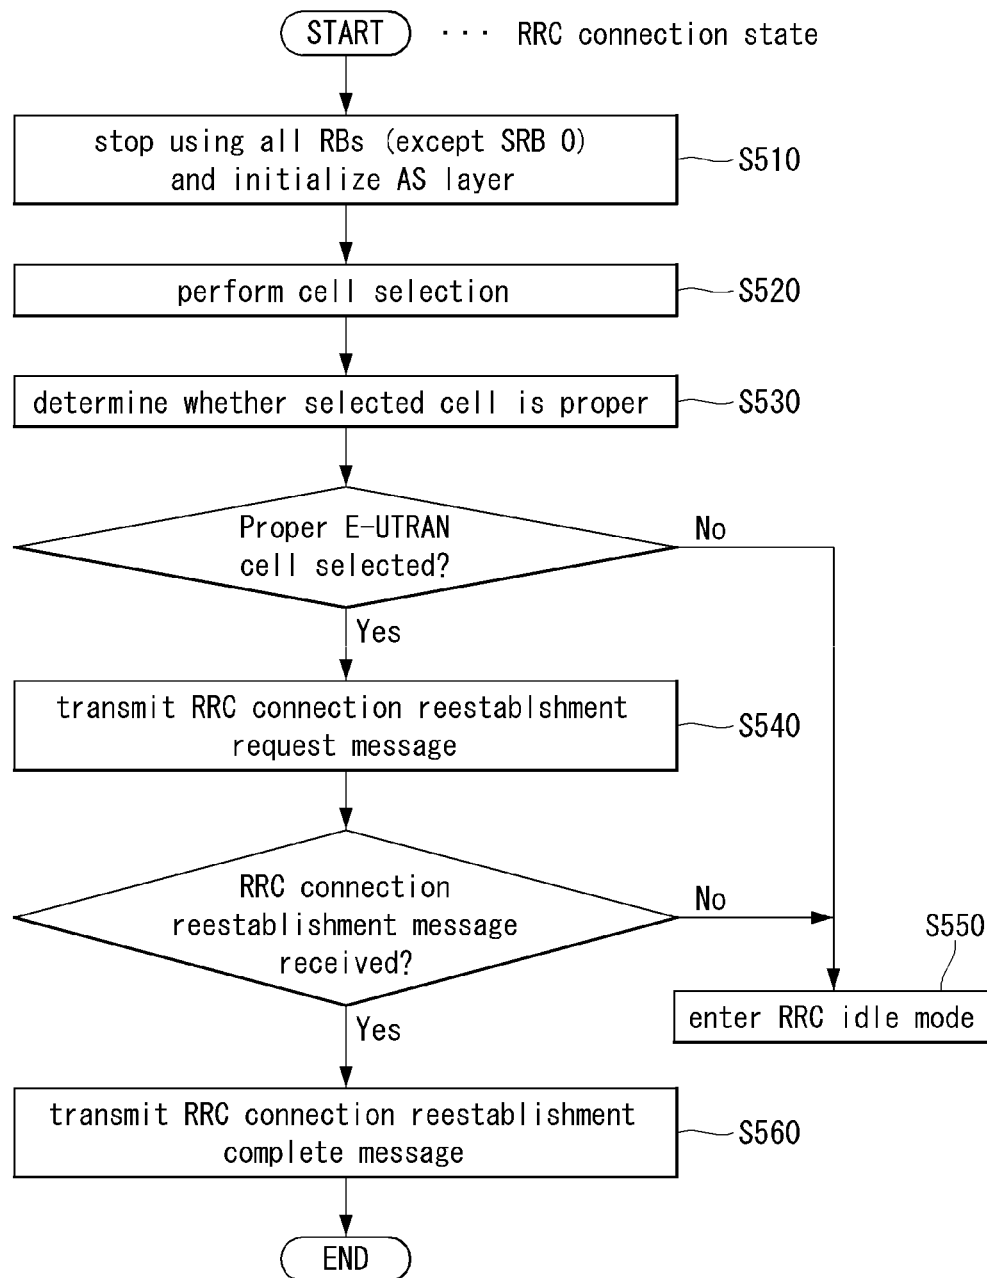 START ··· RRC connection state
stop using all RBs (except SRB 0)
and initialize AS layer
S510
perform cell selection
S520
determine whether selected cell is proper
S530
Proper E-UTRAN
cell selected?
No
Yes
transmit RRC connection reestablshment
request message
S540
RRC connection
reestablishment message
received?
No
S550
enter RRC idle mode
Yes
transmit RRC connection reestablishment
complete message
S560
END